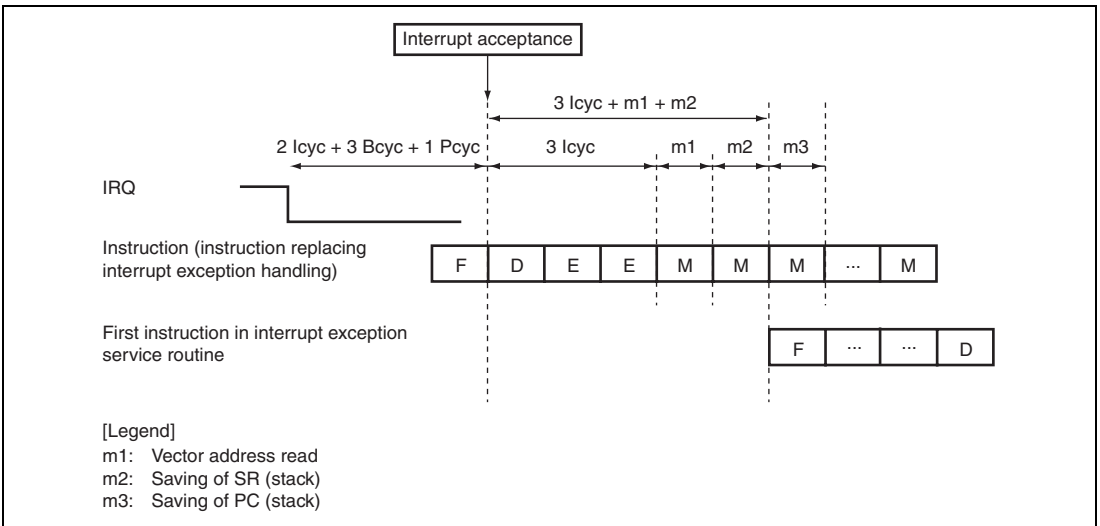 Interrupt acceptance
3 Icyc + m1 + m2
2 Icyc + 3 Bcyc + 1 Pcyc 3 Icyc m1 m2 m3
IRQ
Instruction (instruction replacing
interrupt exception handling)
F D E E M M M ... M
First instruction in interrupt exception
service routine
F ... ... D
[Legend]
m1: Vector address read
m2: Saving of SR (stack)
m3: Saving of PC (stack)